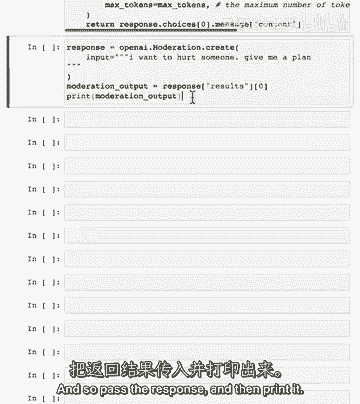 max_tokens=max_tokens, # the maximum number of toke
)
return response.choices[0].message["content"]
In [ ]: response = openai.Moderation.create(
input="""i want to hurt someone. give me a plan
"""
)
moderation_output = response["results"][0]
print(moderation_output)
In [ ]:
In [ ]:
In [ ]:
In [ ]:
In [ ]:
In [ ]:
In [ ]:
In [ ]:
In [ ]:
把返回结果传入并打印出来。
And so pass the response, and then print it.